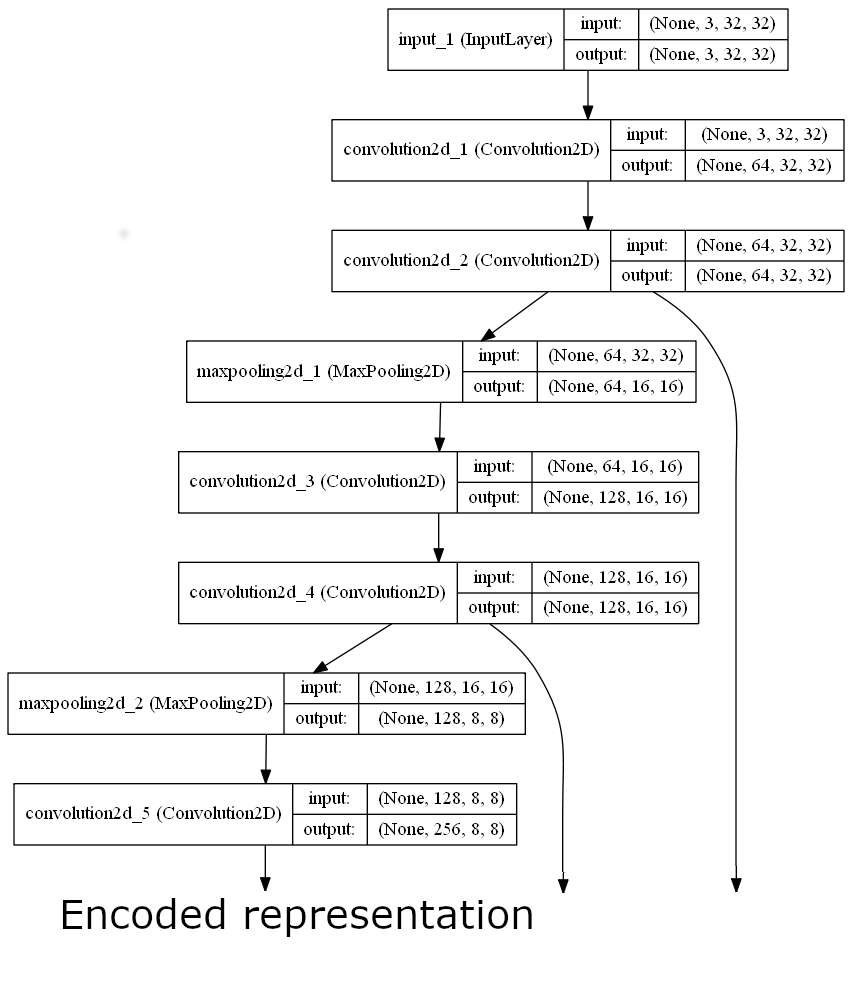 input_1 (InputLayer)
input: (None, 3, 32, 32)
output: (None, 3, 32, 32)
convolution2d_1 (Convolution2D)
input: (None, 3, 32, 32)
output: (None, 64, 32, 32)
convolution2d_2 (Convolution2D)
input: (None, 64, 32, 32)
output: (None, 64, 32, 32)
maxpooling2d_1 (MaxPooling2D)
input: (None, 64, 32, 32)
output: (None, 64, 16, 16)
convolution2d_3 (Convolution2D)
input: (None, 64, 16, 16)
output: (None, 128, 16, 16)
convolution2d_4 (Convolution2D)
input: (None, 128, 16, 16)
output: (None, 128, 16, 16)
maxpooling2d_2 (MaxPooling2D)
input: (None, 128, 16, 16)
output: (None, 128, 8, 8)
convolution2d_5 (Convolution2D)
input: (None, 128, 8, 8)
output: (None, 256, 8, 8)
Encoded representation